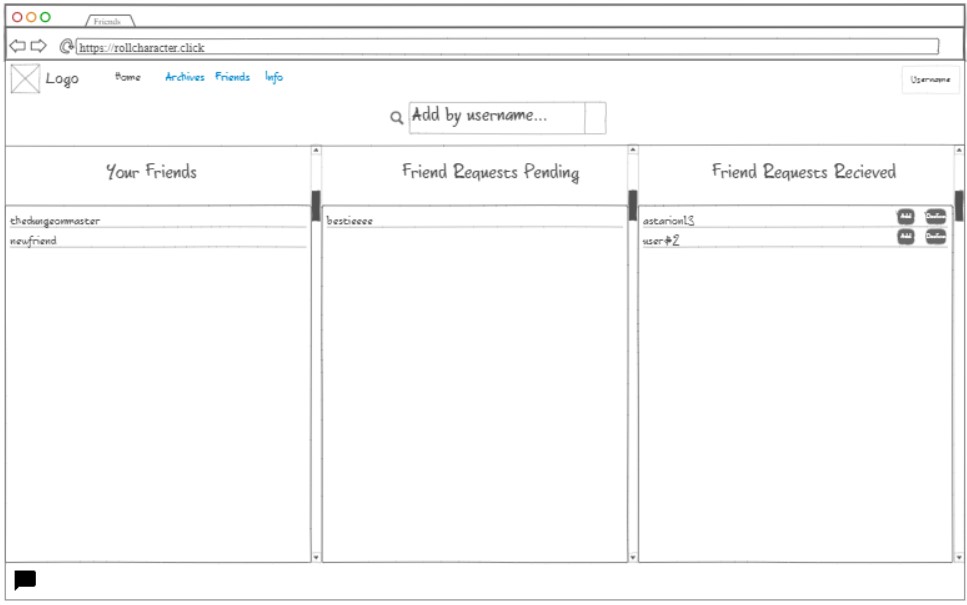 Friends
https://rollcharacter.click
Logo Home Archives Friends Info Username
Add by username...
Your Friends
thedungeonmaster
newfriend
Friend Requests Pending
bestieeee
Friend Requests Recieved
astarion13 Add Decline
user#2 Add Decline